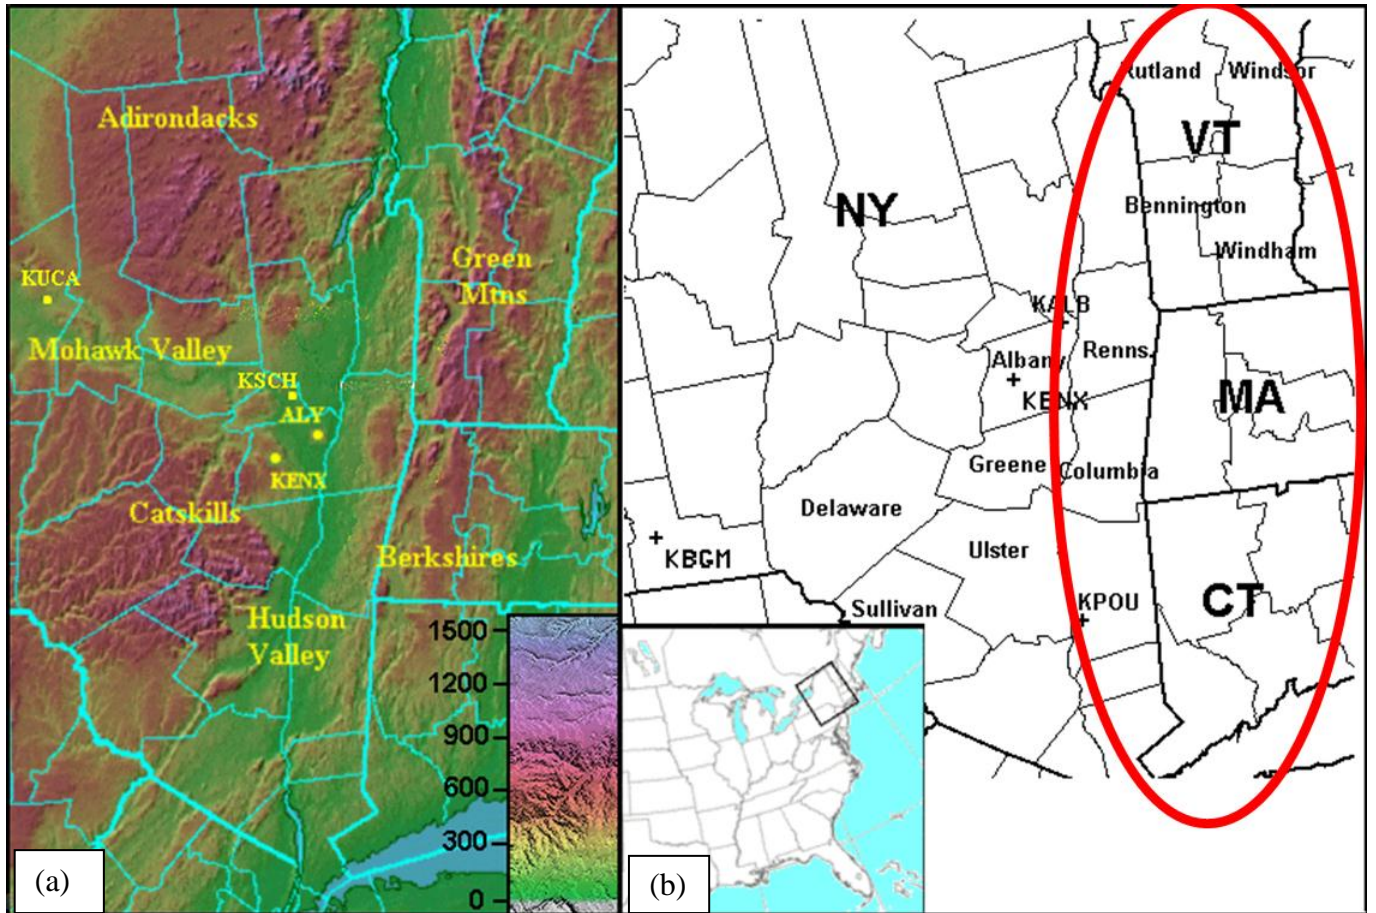 Adirondacks
KUCA
Green
Mtns
Mohawk Valley
KSCH
ALY
KENX
Catskills
Berkshires
Hudson
Valley
1500
1200
900
600
300
0
(a)
Rutland
Windsor
VT
NY
Bennington
Windham
KALB
Renns.
Albany
KENX
MA
Greene
Columbia
Delaware
Ulster
KBGM
KPOU
CT
Sullivan
(b)